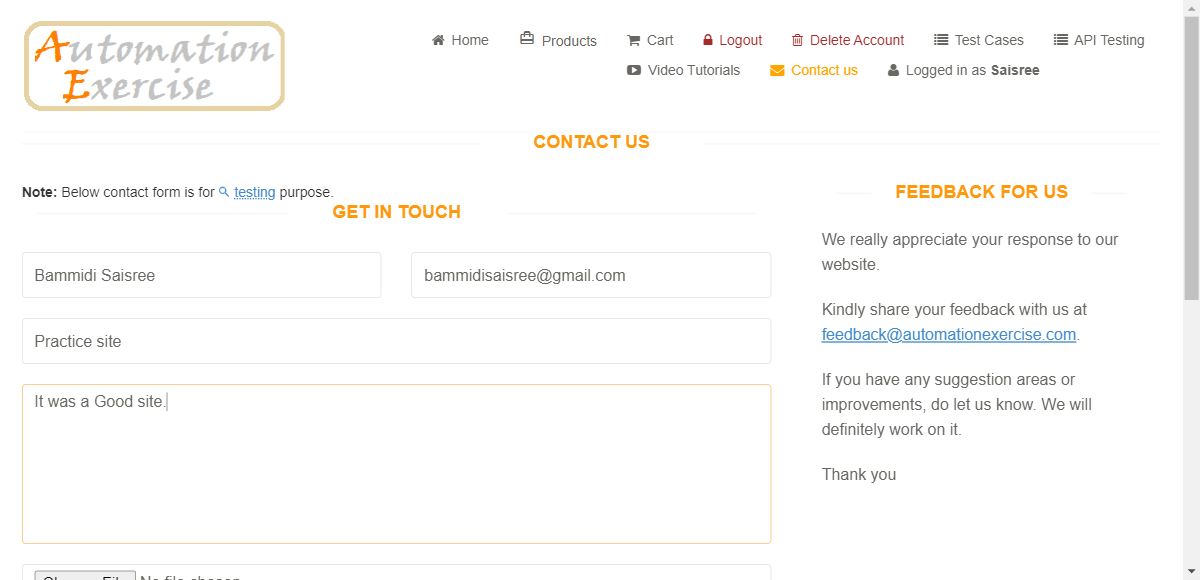 Automation
Exercise
Home Products Cart Logout Delete Account Test Cases API Testing
Video Tutorials Contact us Logged in as Saisree
CONTACT US
Note: Below contact form is for testing purpose.
GET IN TOUCH
Bammidi Saisree bammidisaisree@gmail.com
Practice site
It was a Good site.
Choose File No file chosen
FEEDBACK FOR US
We really appreciate your response to our
website.
Kindly share your feedback with us at
feedback@automationexercise.com.
If you have any suggestion areas or
improvements, do let us know. We will
definitely work on it.
Thank you